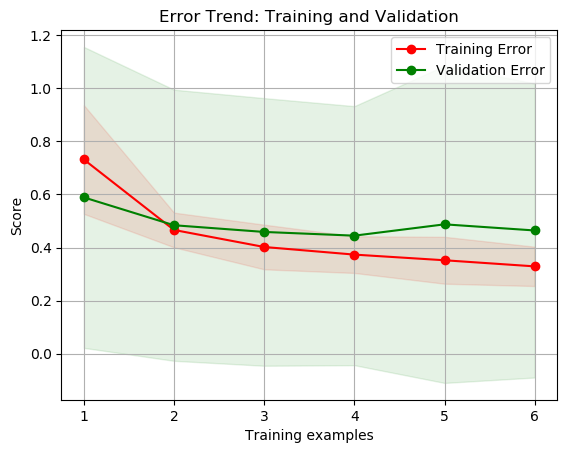 Error Trend: Training and Validation
1.2
1.0
0.8
0.6
0.4
0.2
0.0
Score
Training Error
Validation Error
1 2 3 4 5 6
Training examples